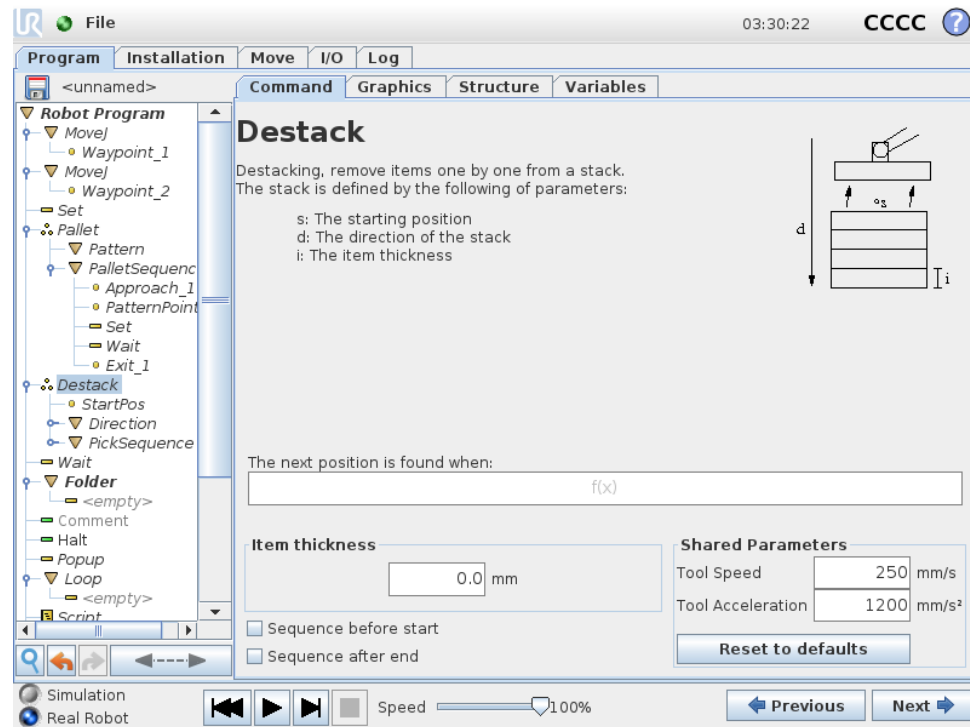 UR File 03:30:22 CCCC ?
Program Installation Move I/O Log
<unnamed>
Command Graphics Structure Variables
Robot Program
MoveJ
Waypoint_1
MoveJ
Waypoint_2
Set
Pallet
Pattern
PalletSequenc
Approach_1
PatternPoint
Set
Wait
Exit_1
Destack
StartPos
Direction
PickSequence
Wait
Folder
<empty>
Comment
Halt
Popup
Loop
<empty>
Script
Destack
Destacking, remove items one by one from a stack.
The stack is defined by the following of parameters:
s: The starting position
d: The direction of the stack
i: The item thickness
s
d
i
The next position is found when:
f(x)
Item thickness
0.0 mm
Sequence before start
Sequence after end
Shared Parameters
Tool Speed 250 mm/s
Tool Acceleration 1200 mm/s²
Reset to defaults
Simulation
Real Robot
Speed 100%
Previous Next